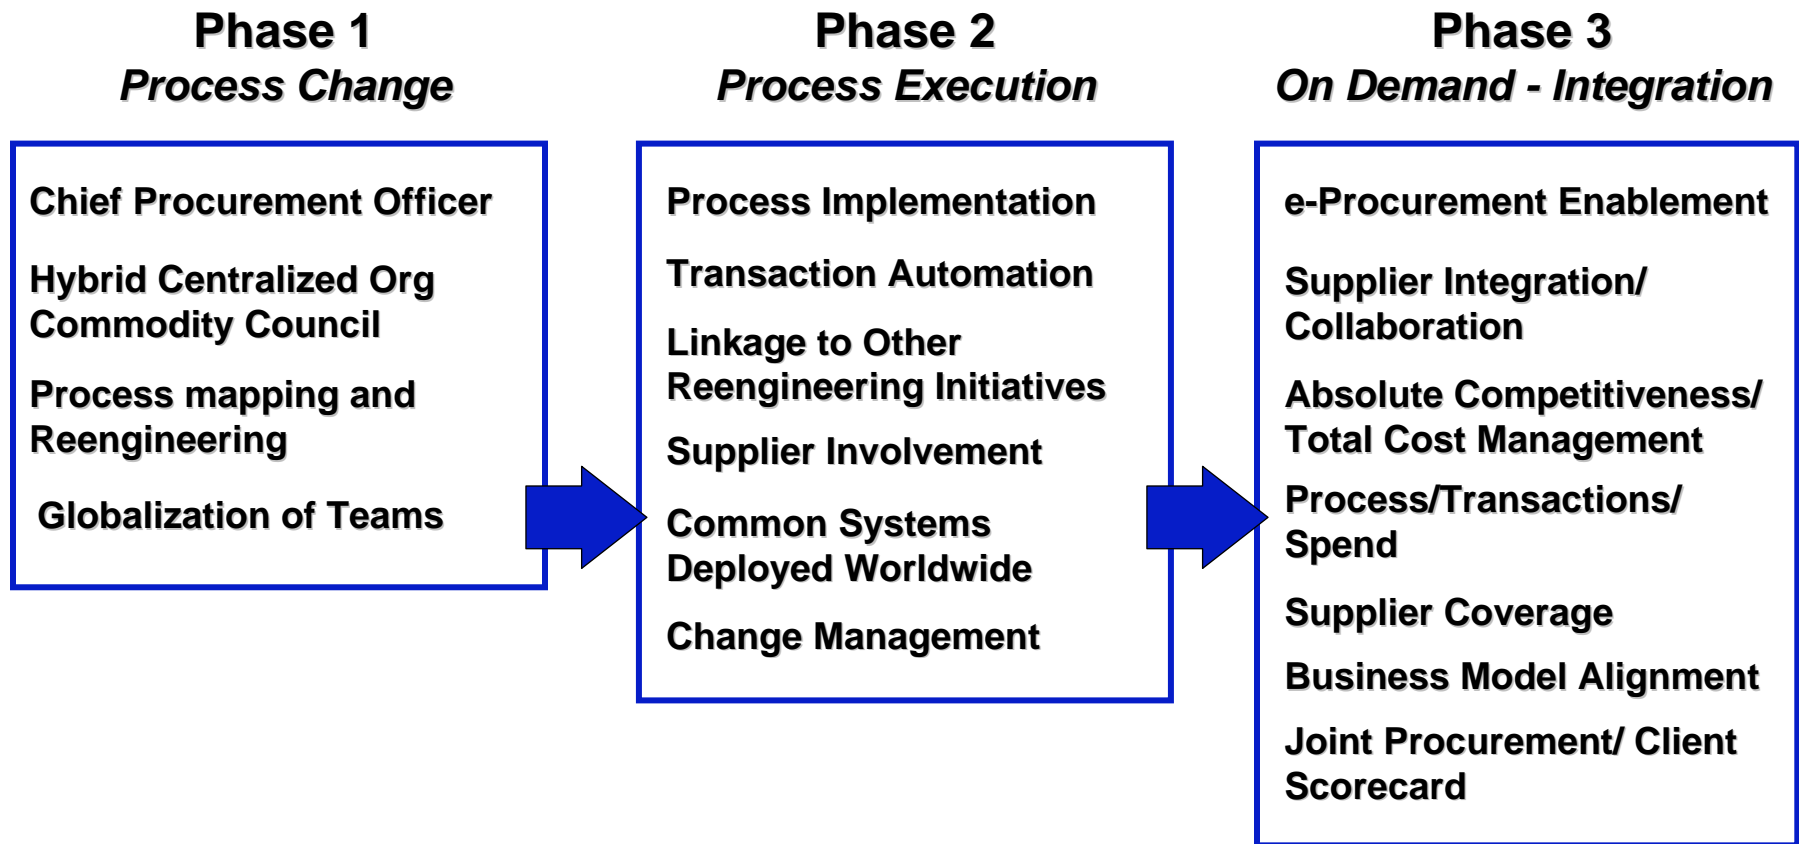 Phase 1
Process Change
Chief Procurement Officer
Hybrid Centralized Org
Commodity Council
Process mapping and
Reengineering
Globalization of Teams
Phase 2
Process Execution
Process Implementation
Transaction Automation
Linkage to Other
Reengineering Initiatives
Supplier Involvement
Common Systems
Deployed Worldwide
Change Management
Phase 3
On Demand - Integration
e-Procurement Enablement
Supplier Integration/
Collaboration
Absolute Competitiveness/
Total Cost Management
Process/Transactions/
Spend
Supplier Coverage
Business Model Alignment
Joint Procurement/ Client
Scorecard